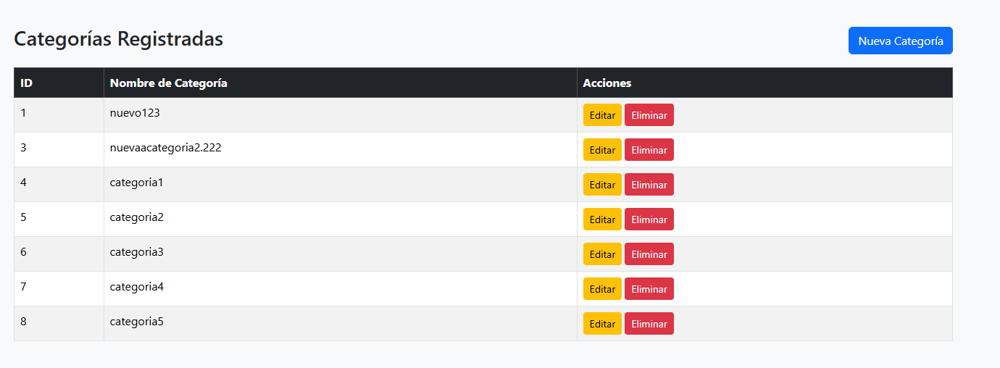 Categorías Registradas
Nueva Categoría
ID Nombre de Categoría Acciones
1 nuevo123 Editar Eliminar
3 nuevaacategoria2.222 Editar Eliminar
4 categoria1 Editar Eliminar
5 categoria2 Editar Eliminar
6 categoria3 Editar Eliminar
7 categoria4 Editar Eliminar
8 categoria5 Editar Eliminar